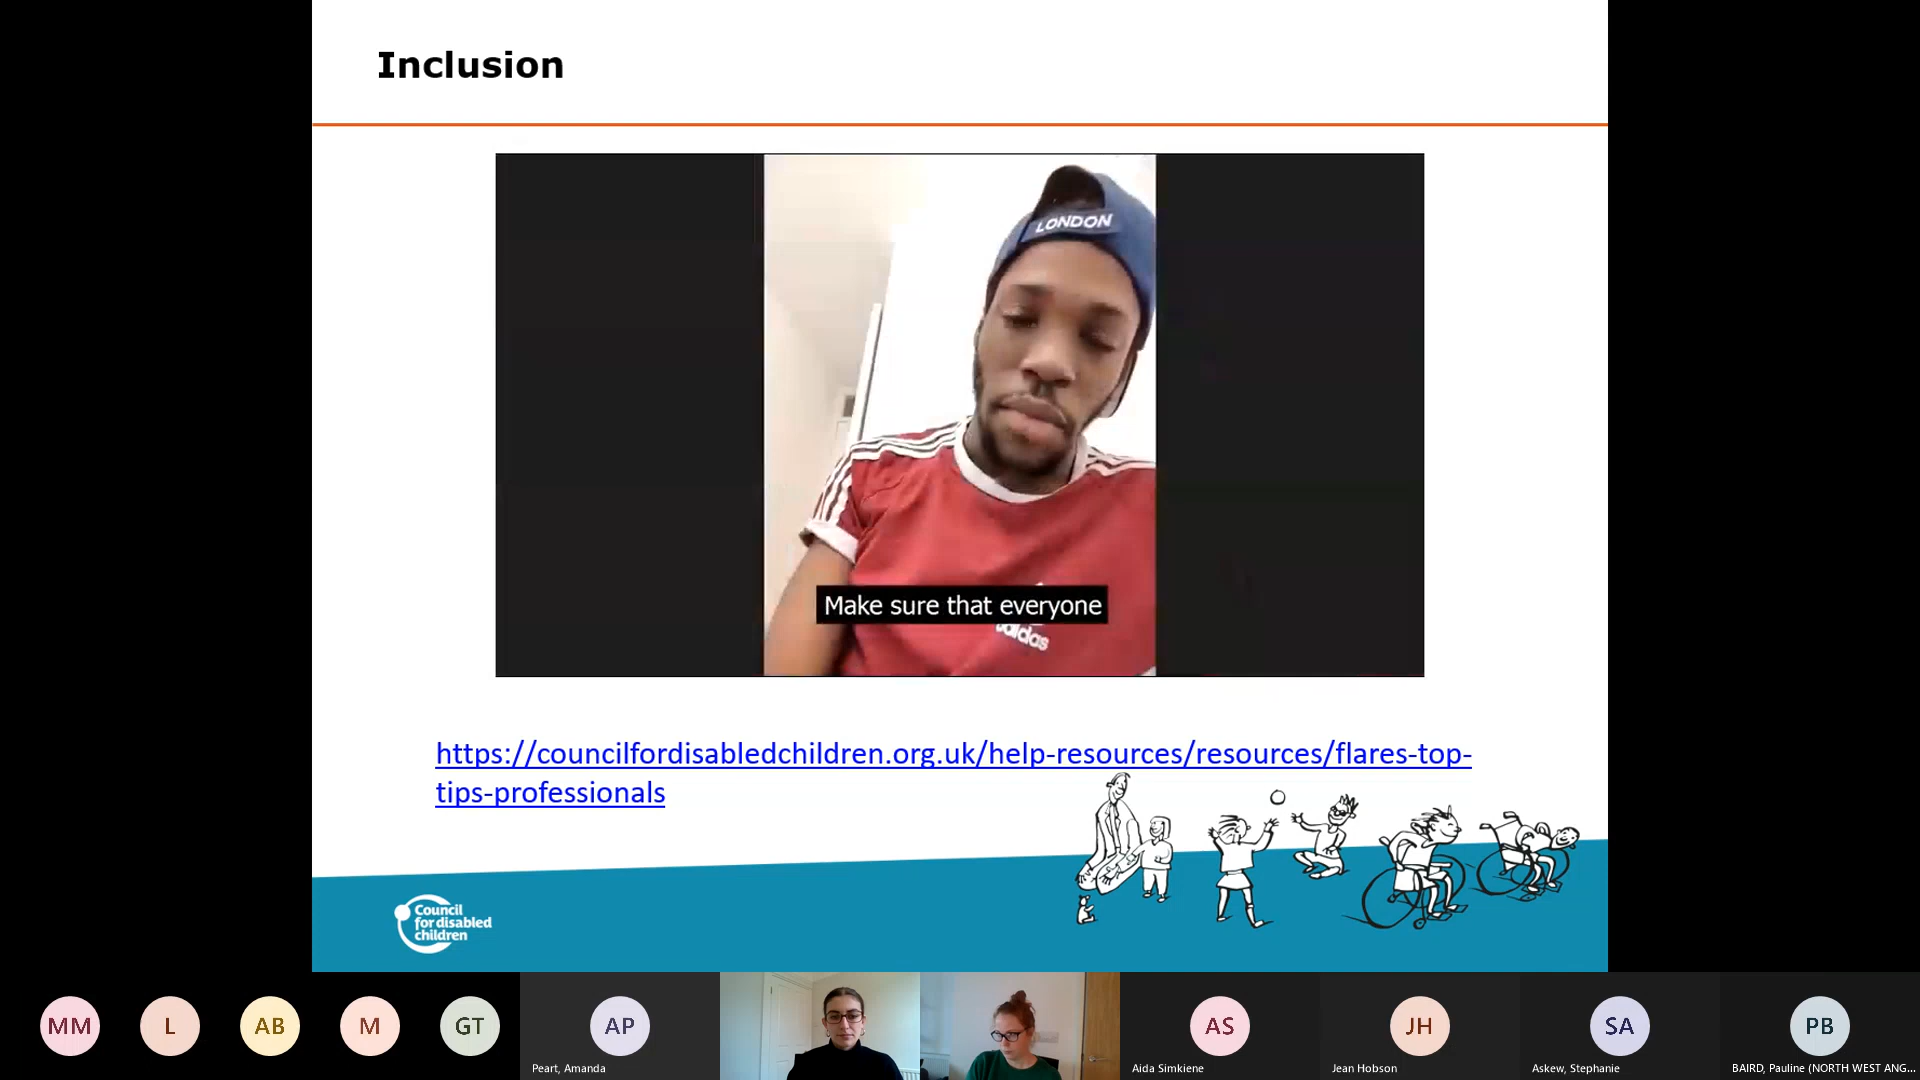 Inclusion
LONDON
Make sure that everyone
adidas
https://councilfordisabledchildren.org.uk/help-resources/resources/flares-top-
tips-professionals
Council
for disabled
children
MM
L
AB
M
GT
AP
AS
JH
SA
PB
Peart, Amanda
Aida Simkiene
Jean Hobson
Askew, Stephanie
BAIRD, Pauline (NORTH WEST ANG...